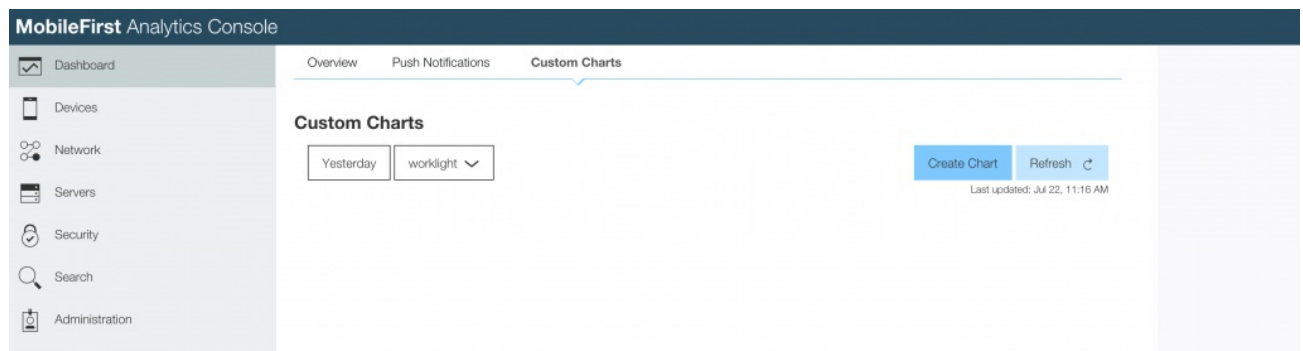 MobileFirst Analytics Console
Dashboard
Devices
Network
Servers
Security
Search
Administration
Overview Push Notifications Custom Charts
Custom Charts
Yesterday worklight
Create Chart Refresh
Last updated: Jul 22, 11:16 AM